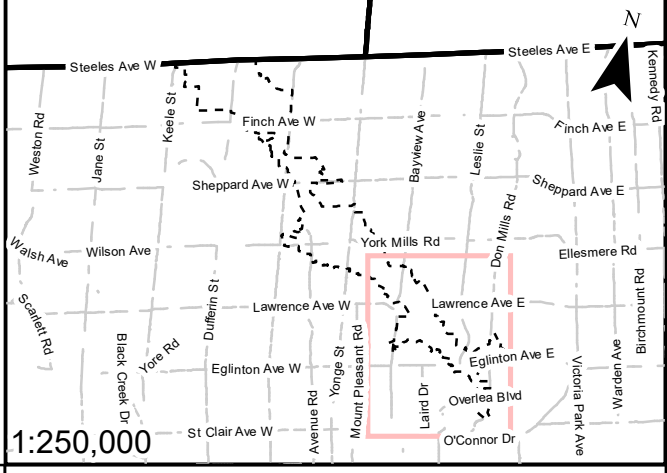 N
Steeles Ave W
Steeles Ave E
Kennedy Rd
Weston Rd
Jane St
Keele St
Finch Ave W
Bayview Ave
Leslie St
Finch Ave E
Sheppard Ave W
Sheppard Ave E
Don Mills Rd
Walsh Ave
Wilson Ave
York Mills Rd
Ellesmere Rd
Scarlett Rd
Dufferin St
Lawrence Ave W
Lawrence Ave E
Birchmount Rd
Black Creek Dr
Yore Rd
Eglinton Ave W
Avenue Rd
Yonge St
Mount Pleasant Rd
Eglinton Ave E
Laird Dr
Overlea Blvd
Victoria Park Ave
Warden Ave
St Clair Ave W
O'Connor Dr
1:250,000